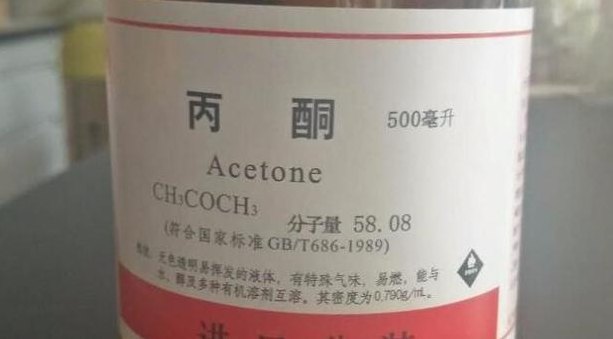 丙酮 500毫升
Acetone
CH₃COCH₃
分子量 58.08
(符合国家标准GB/T686-1989)
无色透明易挥发的液体，有特殊气味，易燃，能与
水、醇及多种有机溶剂互溶。其密度为0.790g/mL。